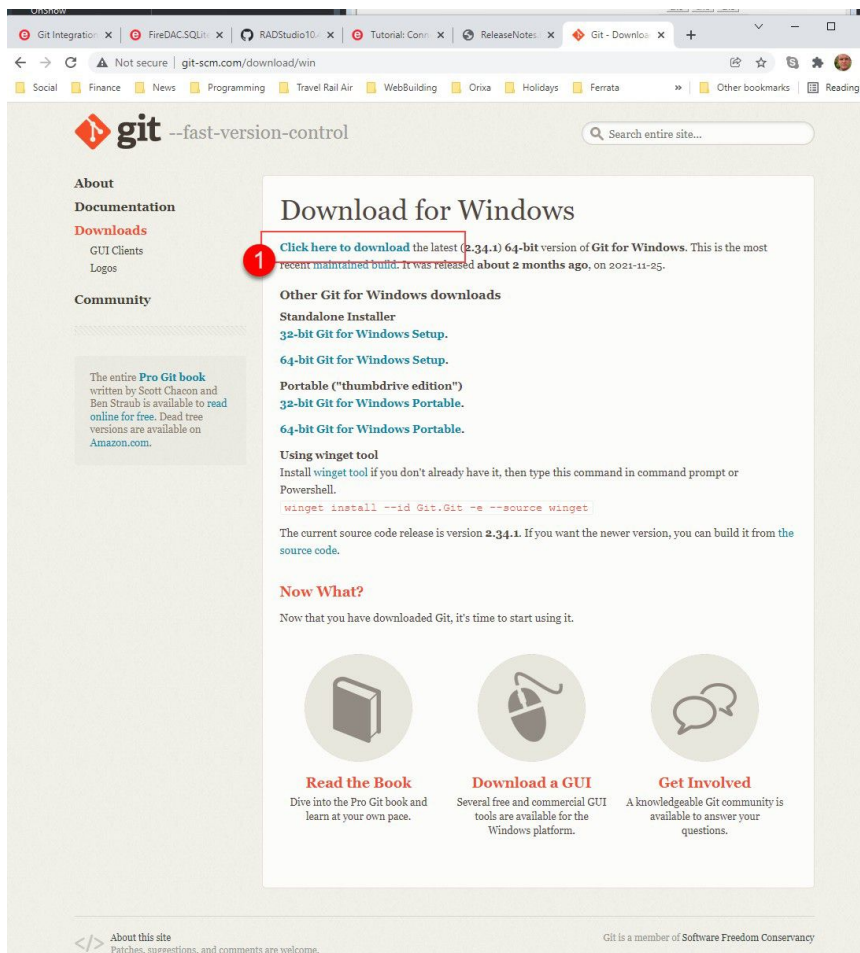 OnShow
Git Integration
FireDAC.SQLite
RADStudio10.
Tutorial: Conn
ReleaseNotes
Git - Downloa
Not secure | git-scm.com/download/win
Social Finance News Programming Travel Rail Air WebBuilding Orixa Holidays Ferrata » Other bookmarks Reading
git --fast-version-control
Search entire site...
About
Documentation
Downloads
GUI Clients
Logos
Community
The entire Pro Git book
written by Scott Chacon and
Ben Straub is available to read
online for free. Dead tree
versions are available on
Amazon.com.
Download for Windows
1
Click here to download the latest (2.34.1) 64-bit version of Git for Windows. This is the most
recent maintained build. It was released about 2 months ago, on 2021-11-25.
Other Git for Windows downloads
Standalone Installer
32-bit Git for Windows Setup.
64-bit Git for Windows Setup.
Portable ("thumbdrive edition")
32-bit Git for Windows Portable.
64-bit Git for Windows Portable.
Using winget tool
Install winget tool if you don't already have it, then type this command in command prompt or
Powershell.
winget install --id Git.Git -e --source winget
The current source code release is version 2.34.1. If you want the newer version, you can build it from the
source code.
Now What?
Now that you have downloaded Git, it's time to start using it.
Read the Book
Dive into the Pro Git book and
learn at your own pace.
Download a GUI
Several free and commercial GUI
tools are available for the
Windows platform.
Get Involved
A knowledgeable Git community is
available to answer your
questions.
</> About this site
Patches, suggestions, and comments are welcome.
Git is a member of Software Freedom Conservancy